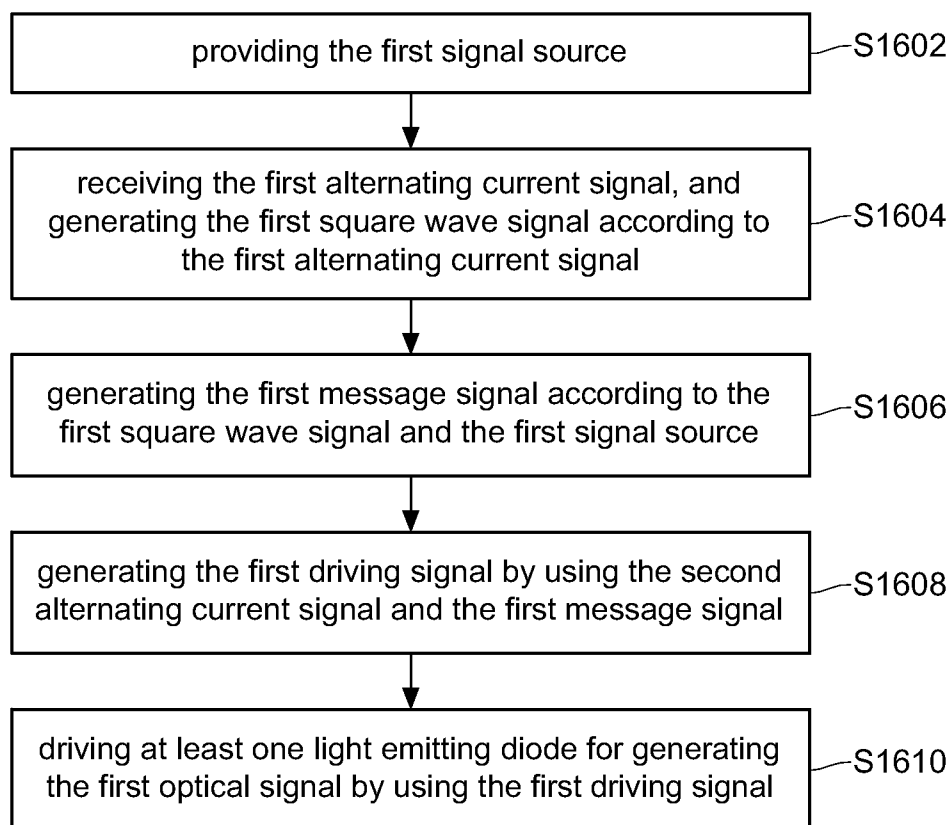 providing the first signal source
S1602
receiving the first alternating current signal, and
generating the first square wave signal according to
the first alternating current signal
S1604
generating the first message signal according to the
first square wave signal and the first signal source
S1606
generating the first driving signal by using the second
alternating current signal and the first message signal
S1608
driving at least one light emitting diode for generating
the first optical signal by using the first driving signal
S1610